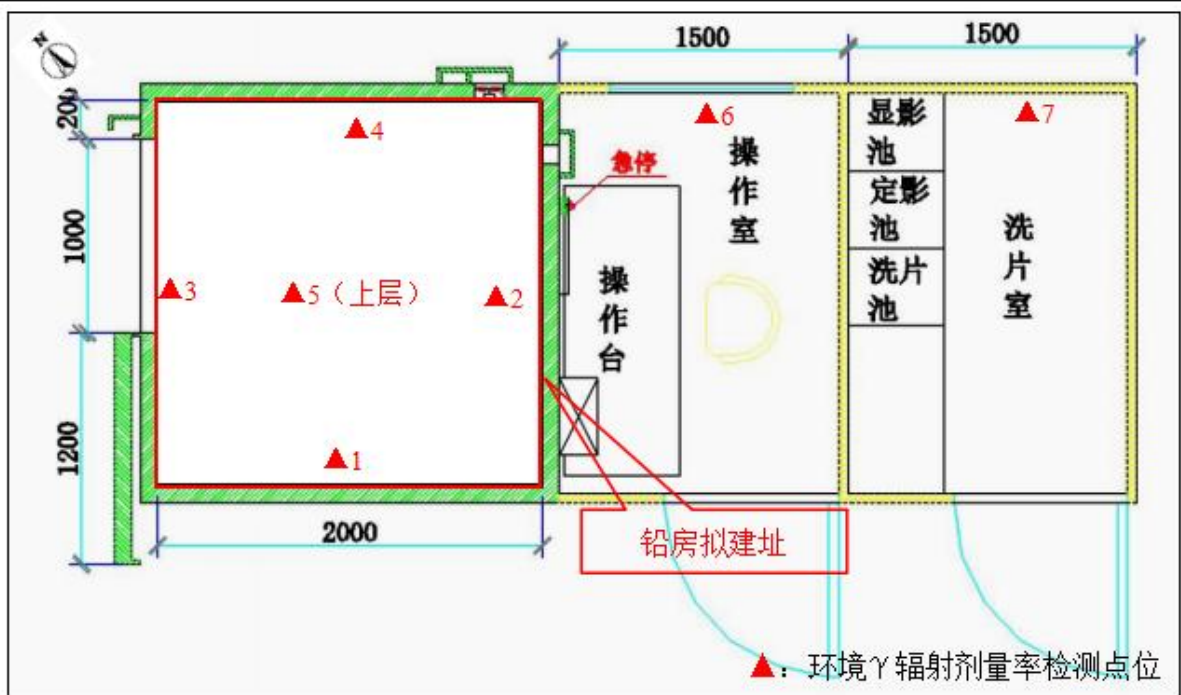 N
1500
1500
200
1000
1200
2000
▲4
▲3
▲5（上层）
▲2
▲1
▲6
▲7
急停
操作室
操作台
显影池
定影池
洗片池
洗片室
铅房拟建址
▲：环境γ辐射剂量率检测点位